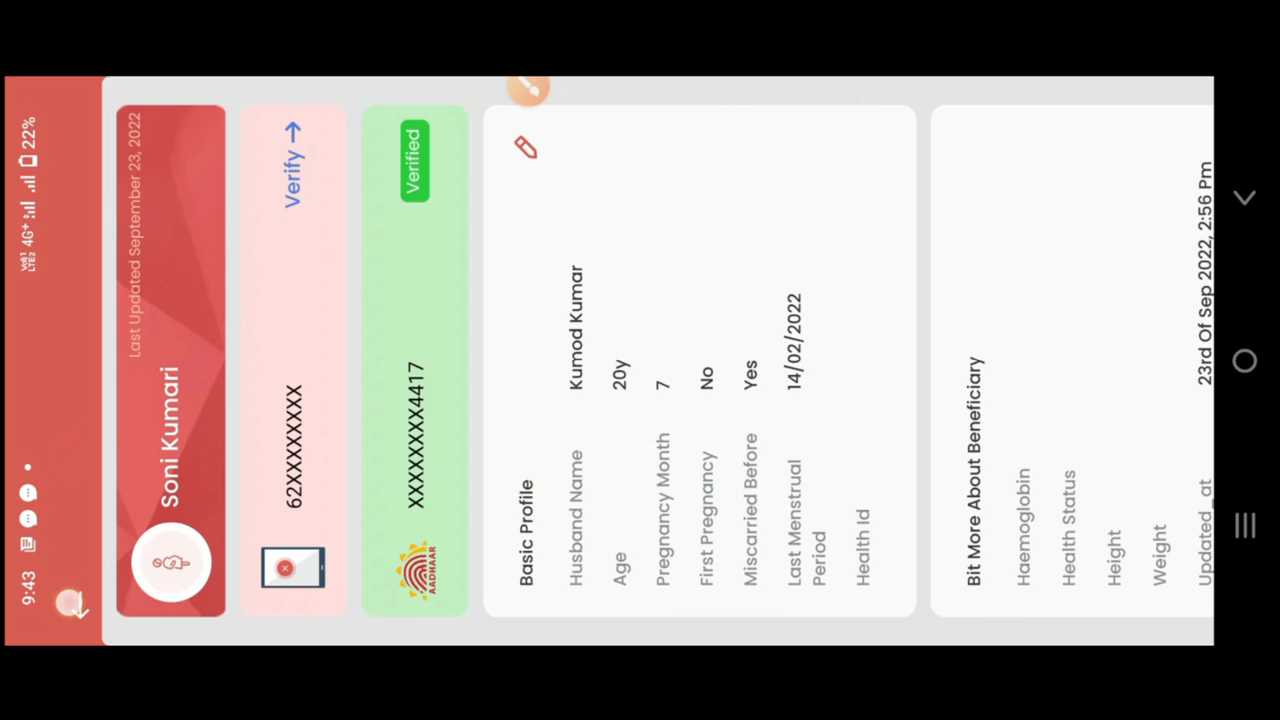 9:43 4G+ 22%
Last Updated September 23, 2022
Soni Kumari
62XXXXXXXX Verify →
AADHAR XXXXXXXX4417 Verified
Basic Profile
Husband Name Kumod Kumar
Age 20y
Pregnancy Month 7
First Pregnancy No
Miscarried Before Yes
Last Menstrual 14/02/2022
Period
Health Id
Bit More About Beneficiary
Haemoglobin
Health Status
Height
Weight
Updated_at 23rd Of Sep 2022, 2:56 Pm